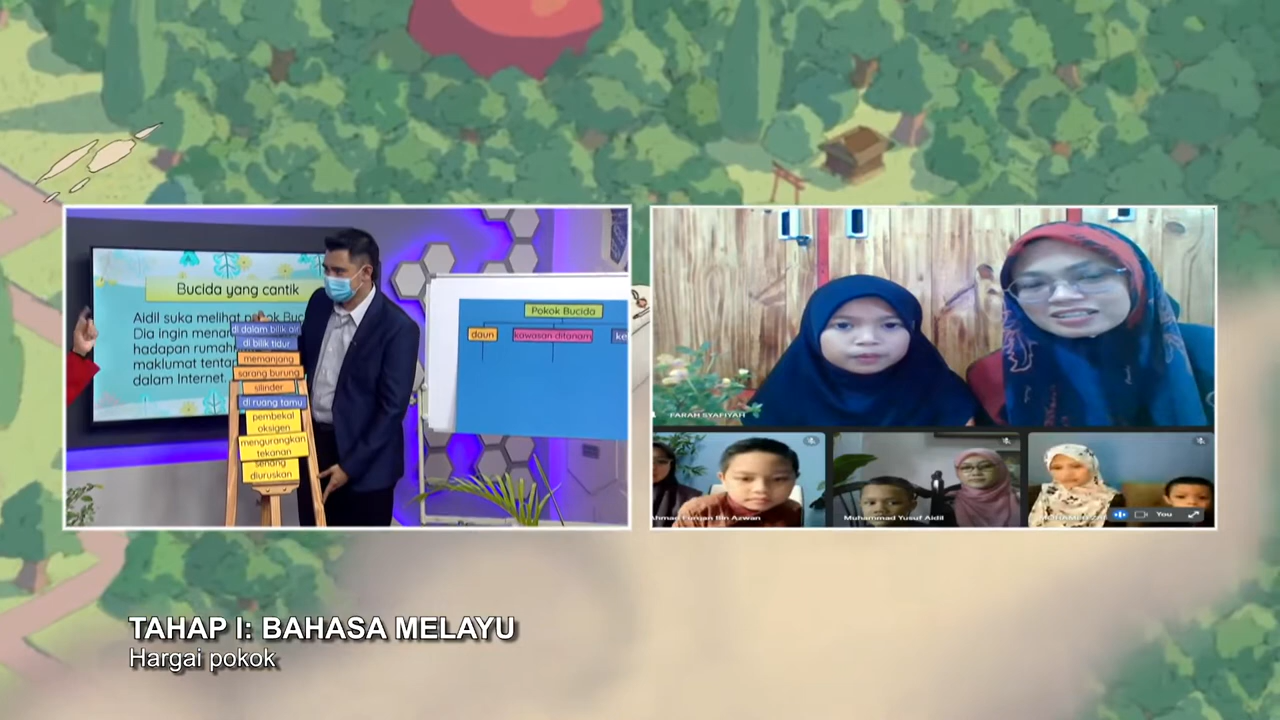 Bucida yang cantik
Aidil suka melihat pokok
Dia ingin
hadapan
maklumat
dalam Internet.
di dalam bilik air
di bilik tidur
memanjang
sarang burung
silinder
di ruang tamu
pembekal
oksigen
mengurangkan
tekanan
senang
diuruskan
Pokok Bucida
daun
kawasan ditanam
FARAH SYAFIYAH
Muhammad Yusuf Aidil
You
TAHAP I: BAHASA MELAYU
Hargai pokok